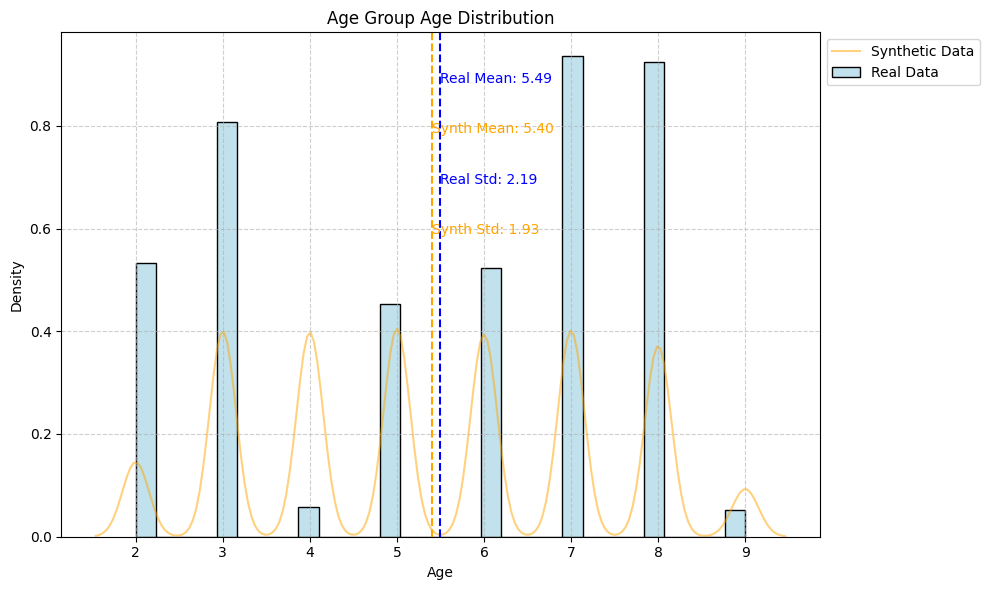 Age Group Age Distribution
Synthetic Data
Real Data
Real Mean: 5.49
Synth Mean: 5.40
Real Std: 2.19
Synth Std: 1.93
Density
0.8
0.6
0.4
0.2
0.0
2 3 4 5 6 7 8 9
Age